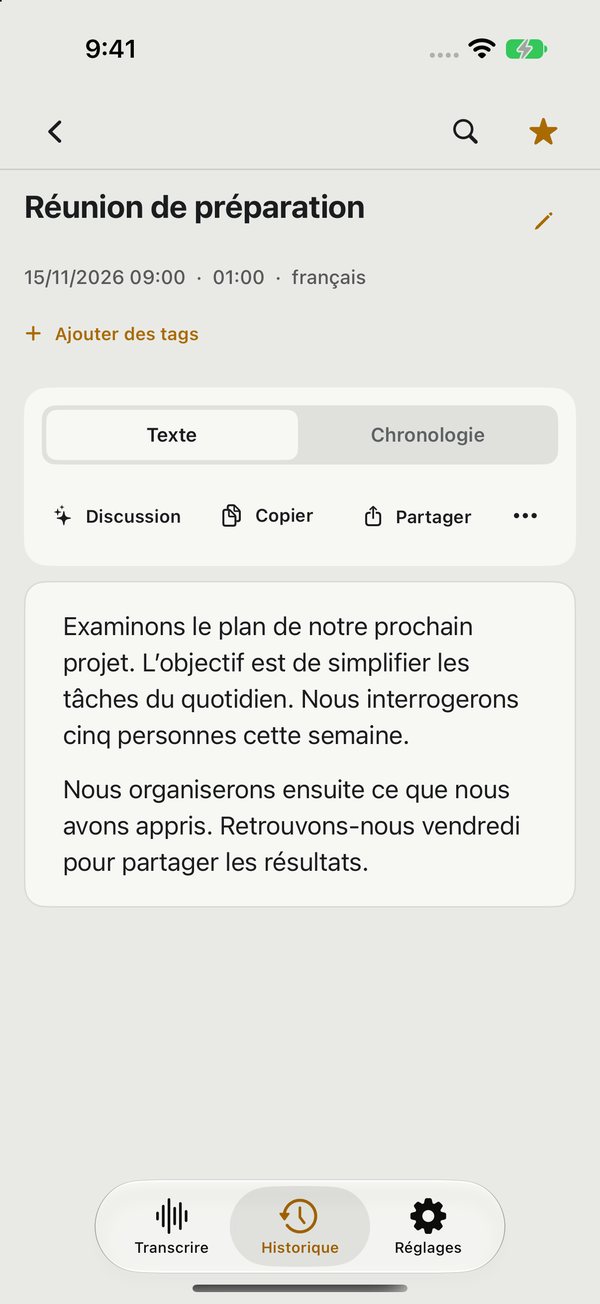 9:41
Réunion de préparation
15/11/2026 09:00 · 01:00 · français
+ Ajouter des tags
Texte
Chronologie
Discussion
Copier
Partager
Examinons le plan de notre prochain
projet. L’objectif est de simplifier les
tâches du quotidien. Nous interrogerons
cinq personnes cette semaine.
Nous organiserons ensuite ce que nous
avons appris. Retrouvons-nous vendredi
pour partager les résultats.
Transcrire
Historique
Réglages